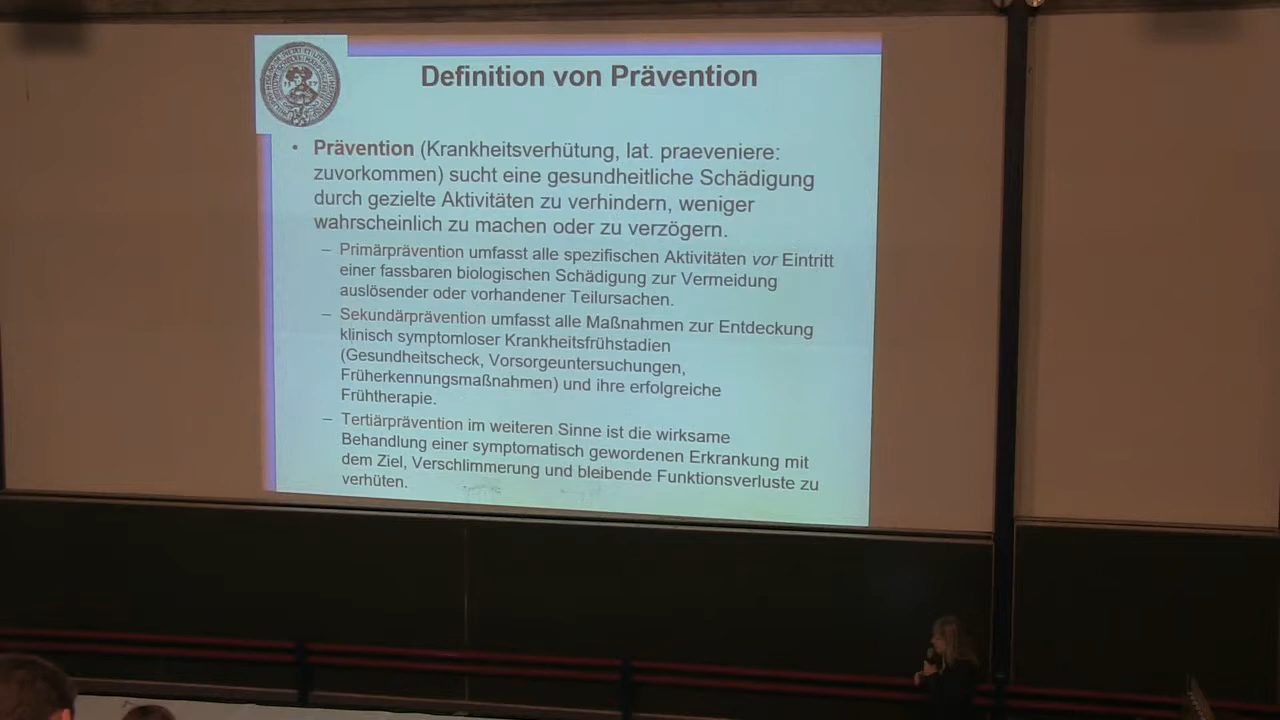 Definition von Prävention
• Prävention (Krankheitsverhütung, lat. praeveniere:
zuvorkommen) sucht eine gesundheitliche Schädigung
durch gezielte Aktivitäten zu verhindern, weniger
wahrscheinlich zu machen oder zu verzögern.
– Primärprävention umfasst alle spezifischen Aktivitäten vor Eintritt
einer fassbaren biologischen Schädigung zur Vermeidung
auslösender oder vorhandener Teilursachen.
– Sekundärprävention umfasst alle Maßnahmen zur Entdeckung
klinisch symptomloser Krankheitsfrühstadien
(Gesundheitscheck, Vorsorgeuntersuchungen,
Früherkennungsmaßnahmen) und ihre erfolgreiche
Frühtherapie.
– Tertiärprävention im weiteren Sinne ist die wirksame
Behandlung einer symptomatisch gewordenen Erkrankung mit
dem Ziel, Verschlimmerung und bleibende Funktionsverluste zu
verhüten.